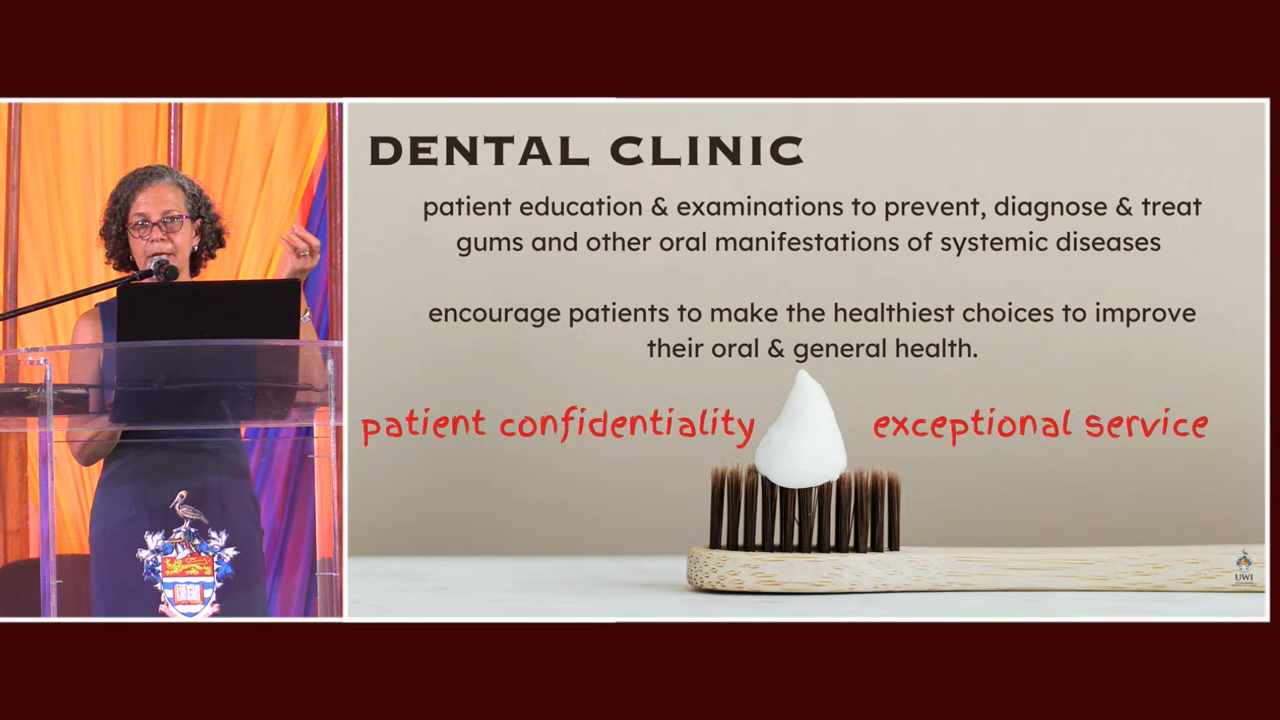 DENTAL CLINIC
patient education & examinations to prevent, diagnose & treat
gums and other oral manifestations of systemic diseases
encourage patients to make the healthiest choices to improve
their oral & general health.
patient confidentiality
exceptional service
UWI